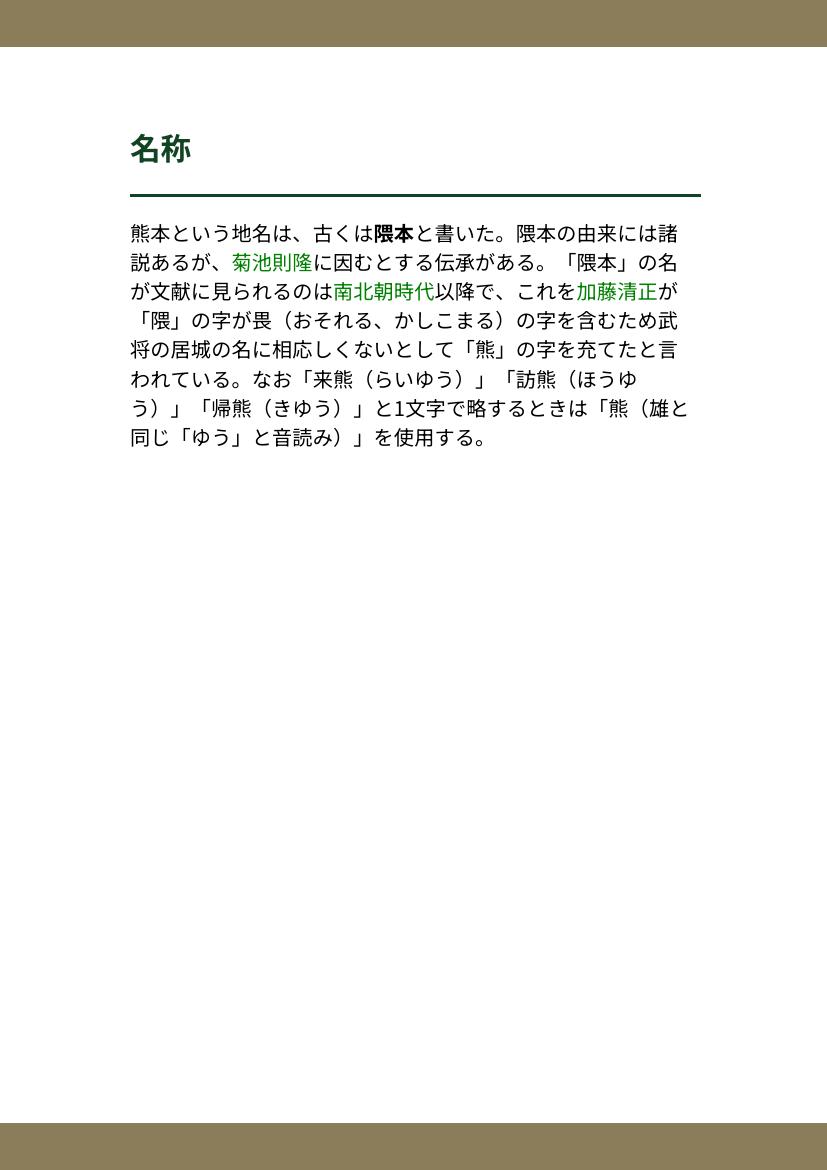 名称
熊本という地名は、古くは隈本と書いた。隈本の由来には諸
説あるが、菊池則隆に因むとする伝承がある。「隈本」の名
が文献に見られるのは南北朝時代以降で、これを加藤清正が
「隈」の字が畏（おそれる、かしこまる）の字を含むため武
将の居城の名に相応しくないとして「熊」の字を充てたと言
われている。なお「来熊（らいゆう）」「訪熊（ほうゆ
う）」「帰熊（きゆう）」と1文字で略するときは「熊（雄と
同じ「ゆう」と音読み）」を使用する。